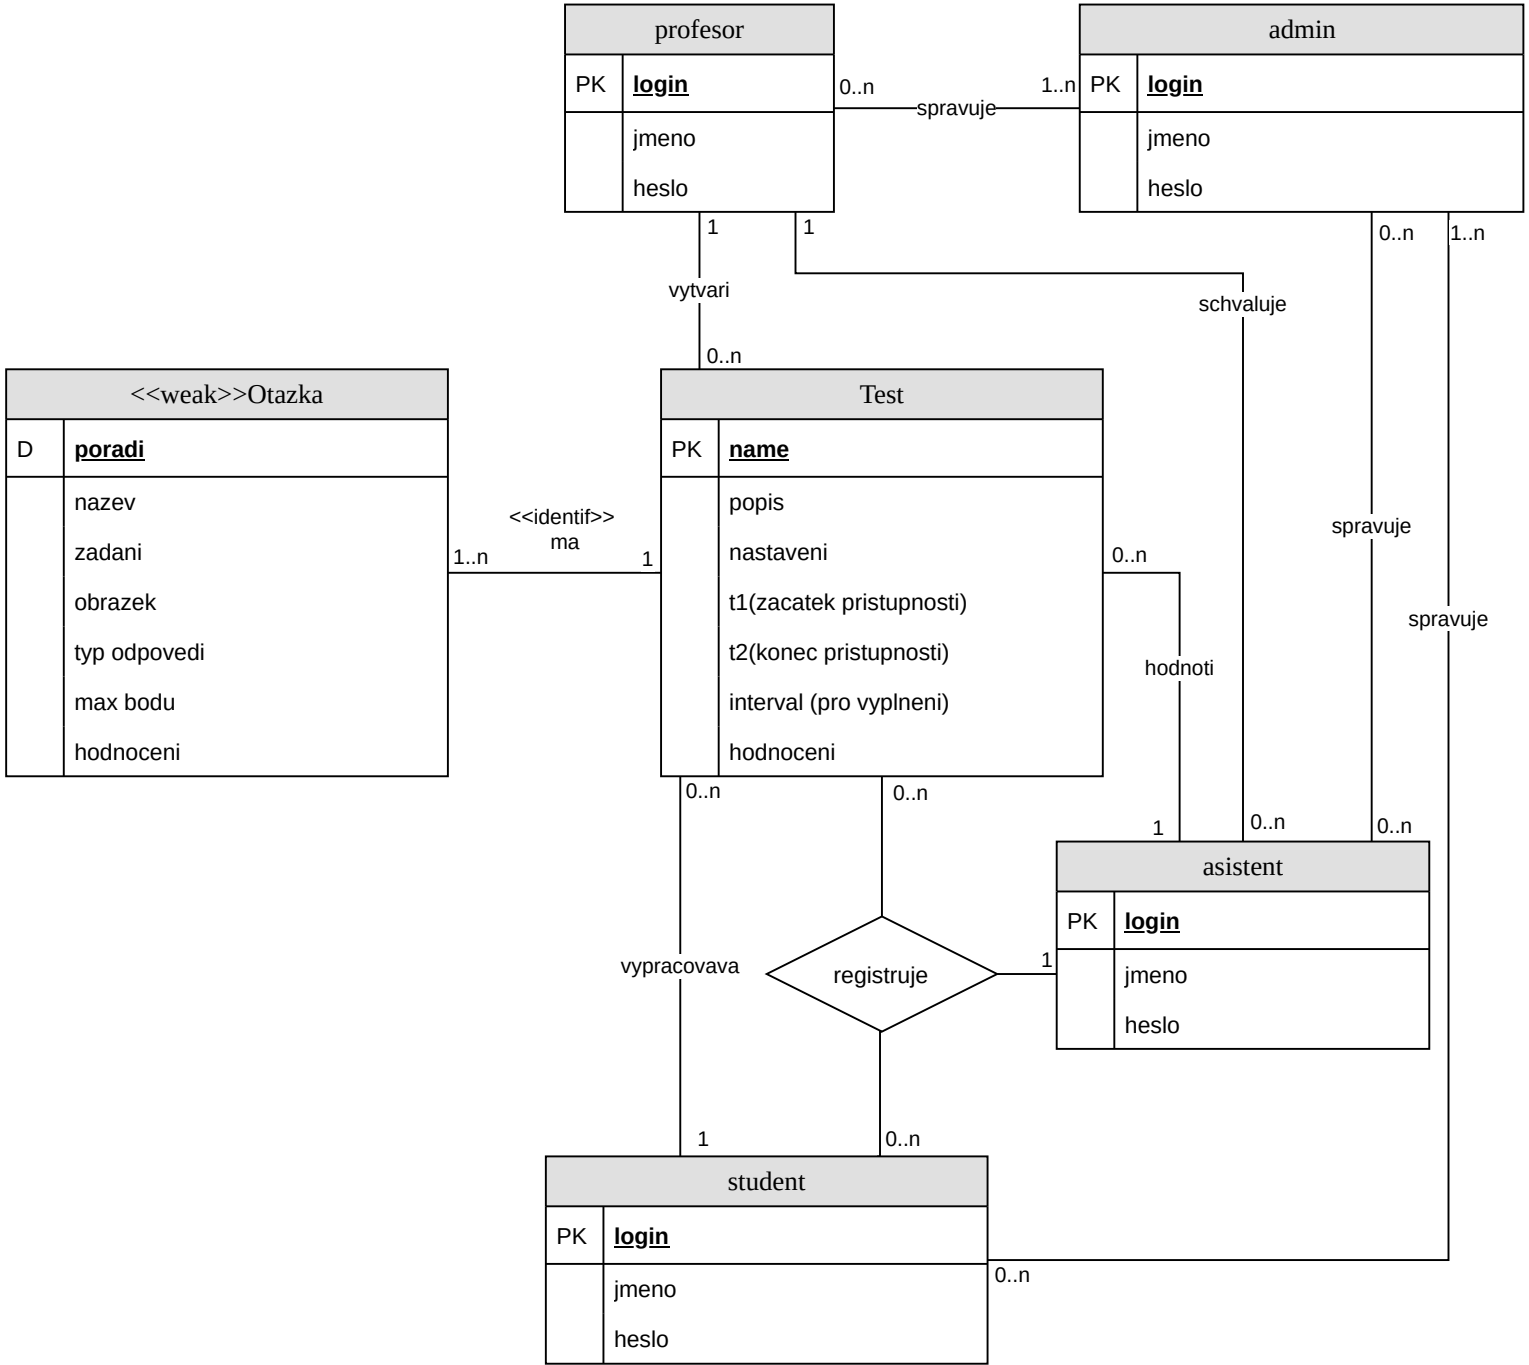 profesor
PK login
jmeno
heslo
admin
PK login
jmeno
heslo
0..n
spravuje
1..n
1
1
0..n
1..n
vytvari
schvaluje
0..n
<<weak>>Otazka
D poradi
nazev
zadani
obrazek
typ odpovedi
max bodu
hodnoceni
<<identif>>
ma
1..n
1
Test
PK name
popis
nastaveni
t1(zacatek pristupnosti)
t2(konec pristupnosti)
interval (pro vyplneni)
hodnoceni
0..n
spravuje
spravuje
hodnoti
0..n
0..n
1
0..n
0..n
asistent
PK login
jmeno
heslo
vypracovava
registruje
1
1
0..n
student
PK login
jmeno
heslo
0..n